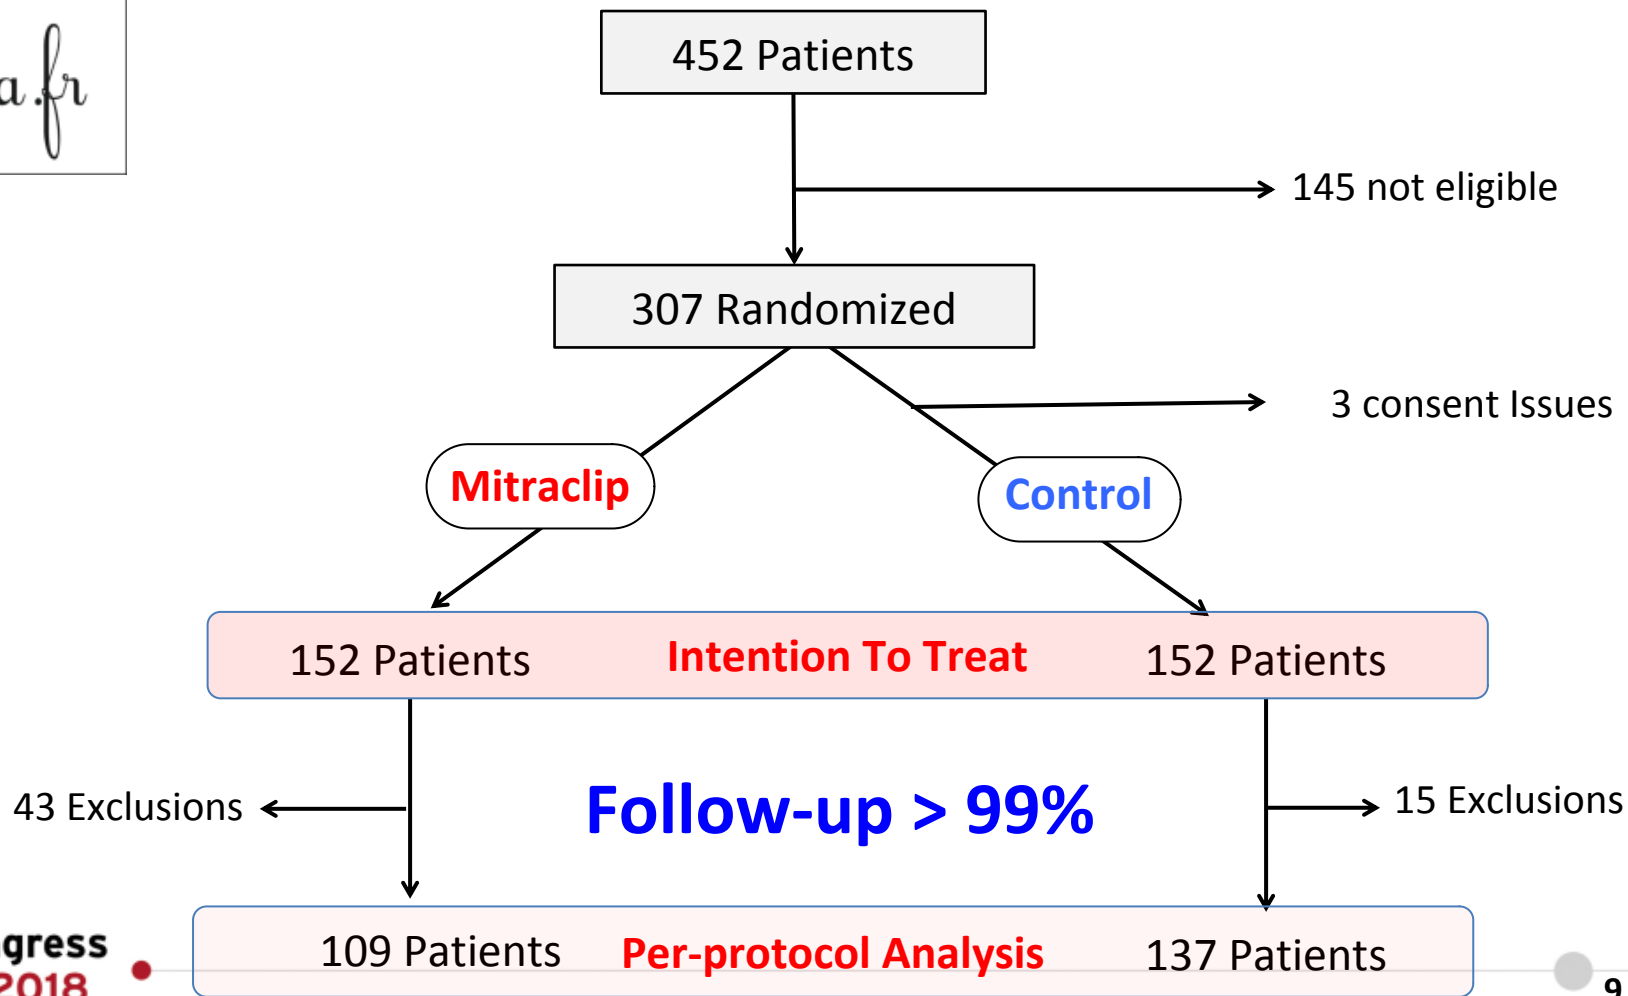 a.fr
452 Patients
145 not eligible
307 Randomized
3 consent Issues
Mitraclip
Control
152 Patients Intention To Treat 152 Patients
43 Exclusions Follow-up > 99% 15 Exclusions
109 Patients Per-protocol Analysis 137 Patients
2018
9